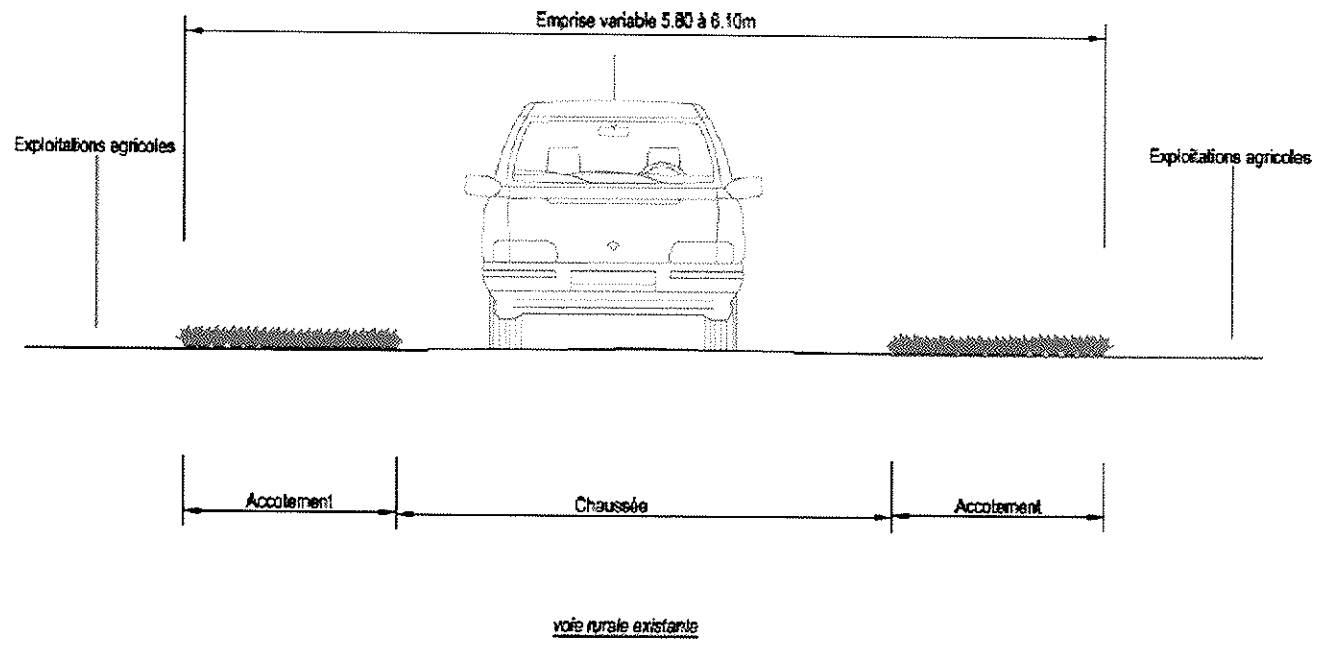 Emprise variable 5.80 à 6.10m
Exploitations agricoles
Exploitations agricoles
Accotement
Chaussée
Accotement
voie rurale existante